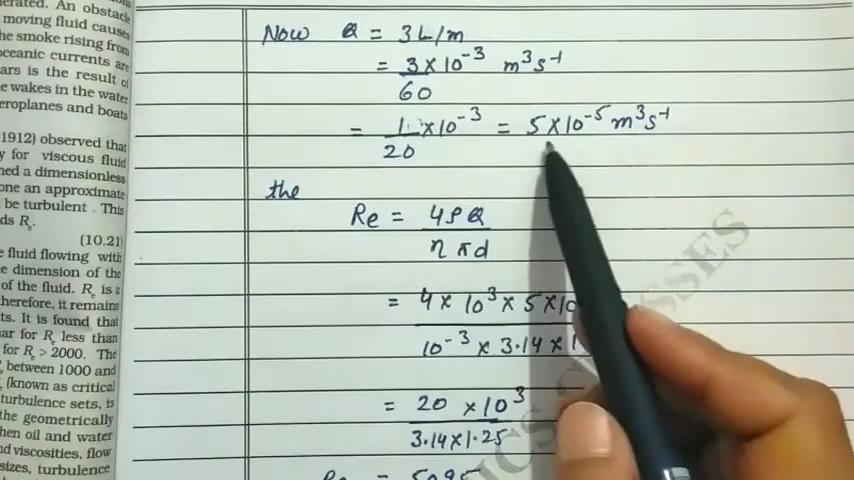 nerated. An obstacle
moving fluid causes
the smoke rising from
oceanic currents are
ars is the result of
e wakes in the water
eroplanes and boats
1912) observed that
y for viscous fluid
ned a dimensionless
one an approximate
be turbulent. This
ds Re.
(10.21)
e fluid flowing with
e dimension of the
of the fluid. Re is a
therefore, it remains
ts. It is found that
ar for Re less than
for Re > 2000. The
between 1000 and
(known as critical
turbulence sets, is
the geometrically
hen oil and water
nd viscosities, flow
sizes, turbulence
Now Q = 3L/m
= 3×10⁻³ / 60 m³s⁻¹
= 1/20 ×10⁻³ = 5×10⁻⁵ m³s⁻¹
the
Re = 4ρQ / η π d
= 4 × 10³ × 5×10 / 10⁻³ × 3.14 × 1
= 20 × 10³ / 3.14×1.25
= 5095